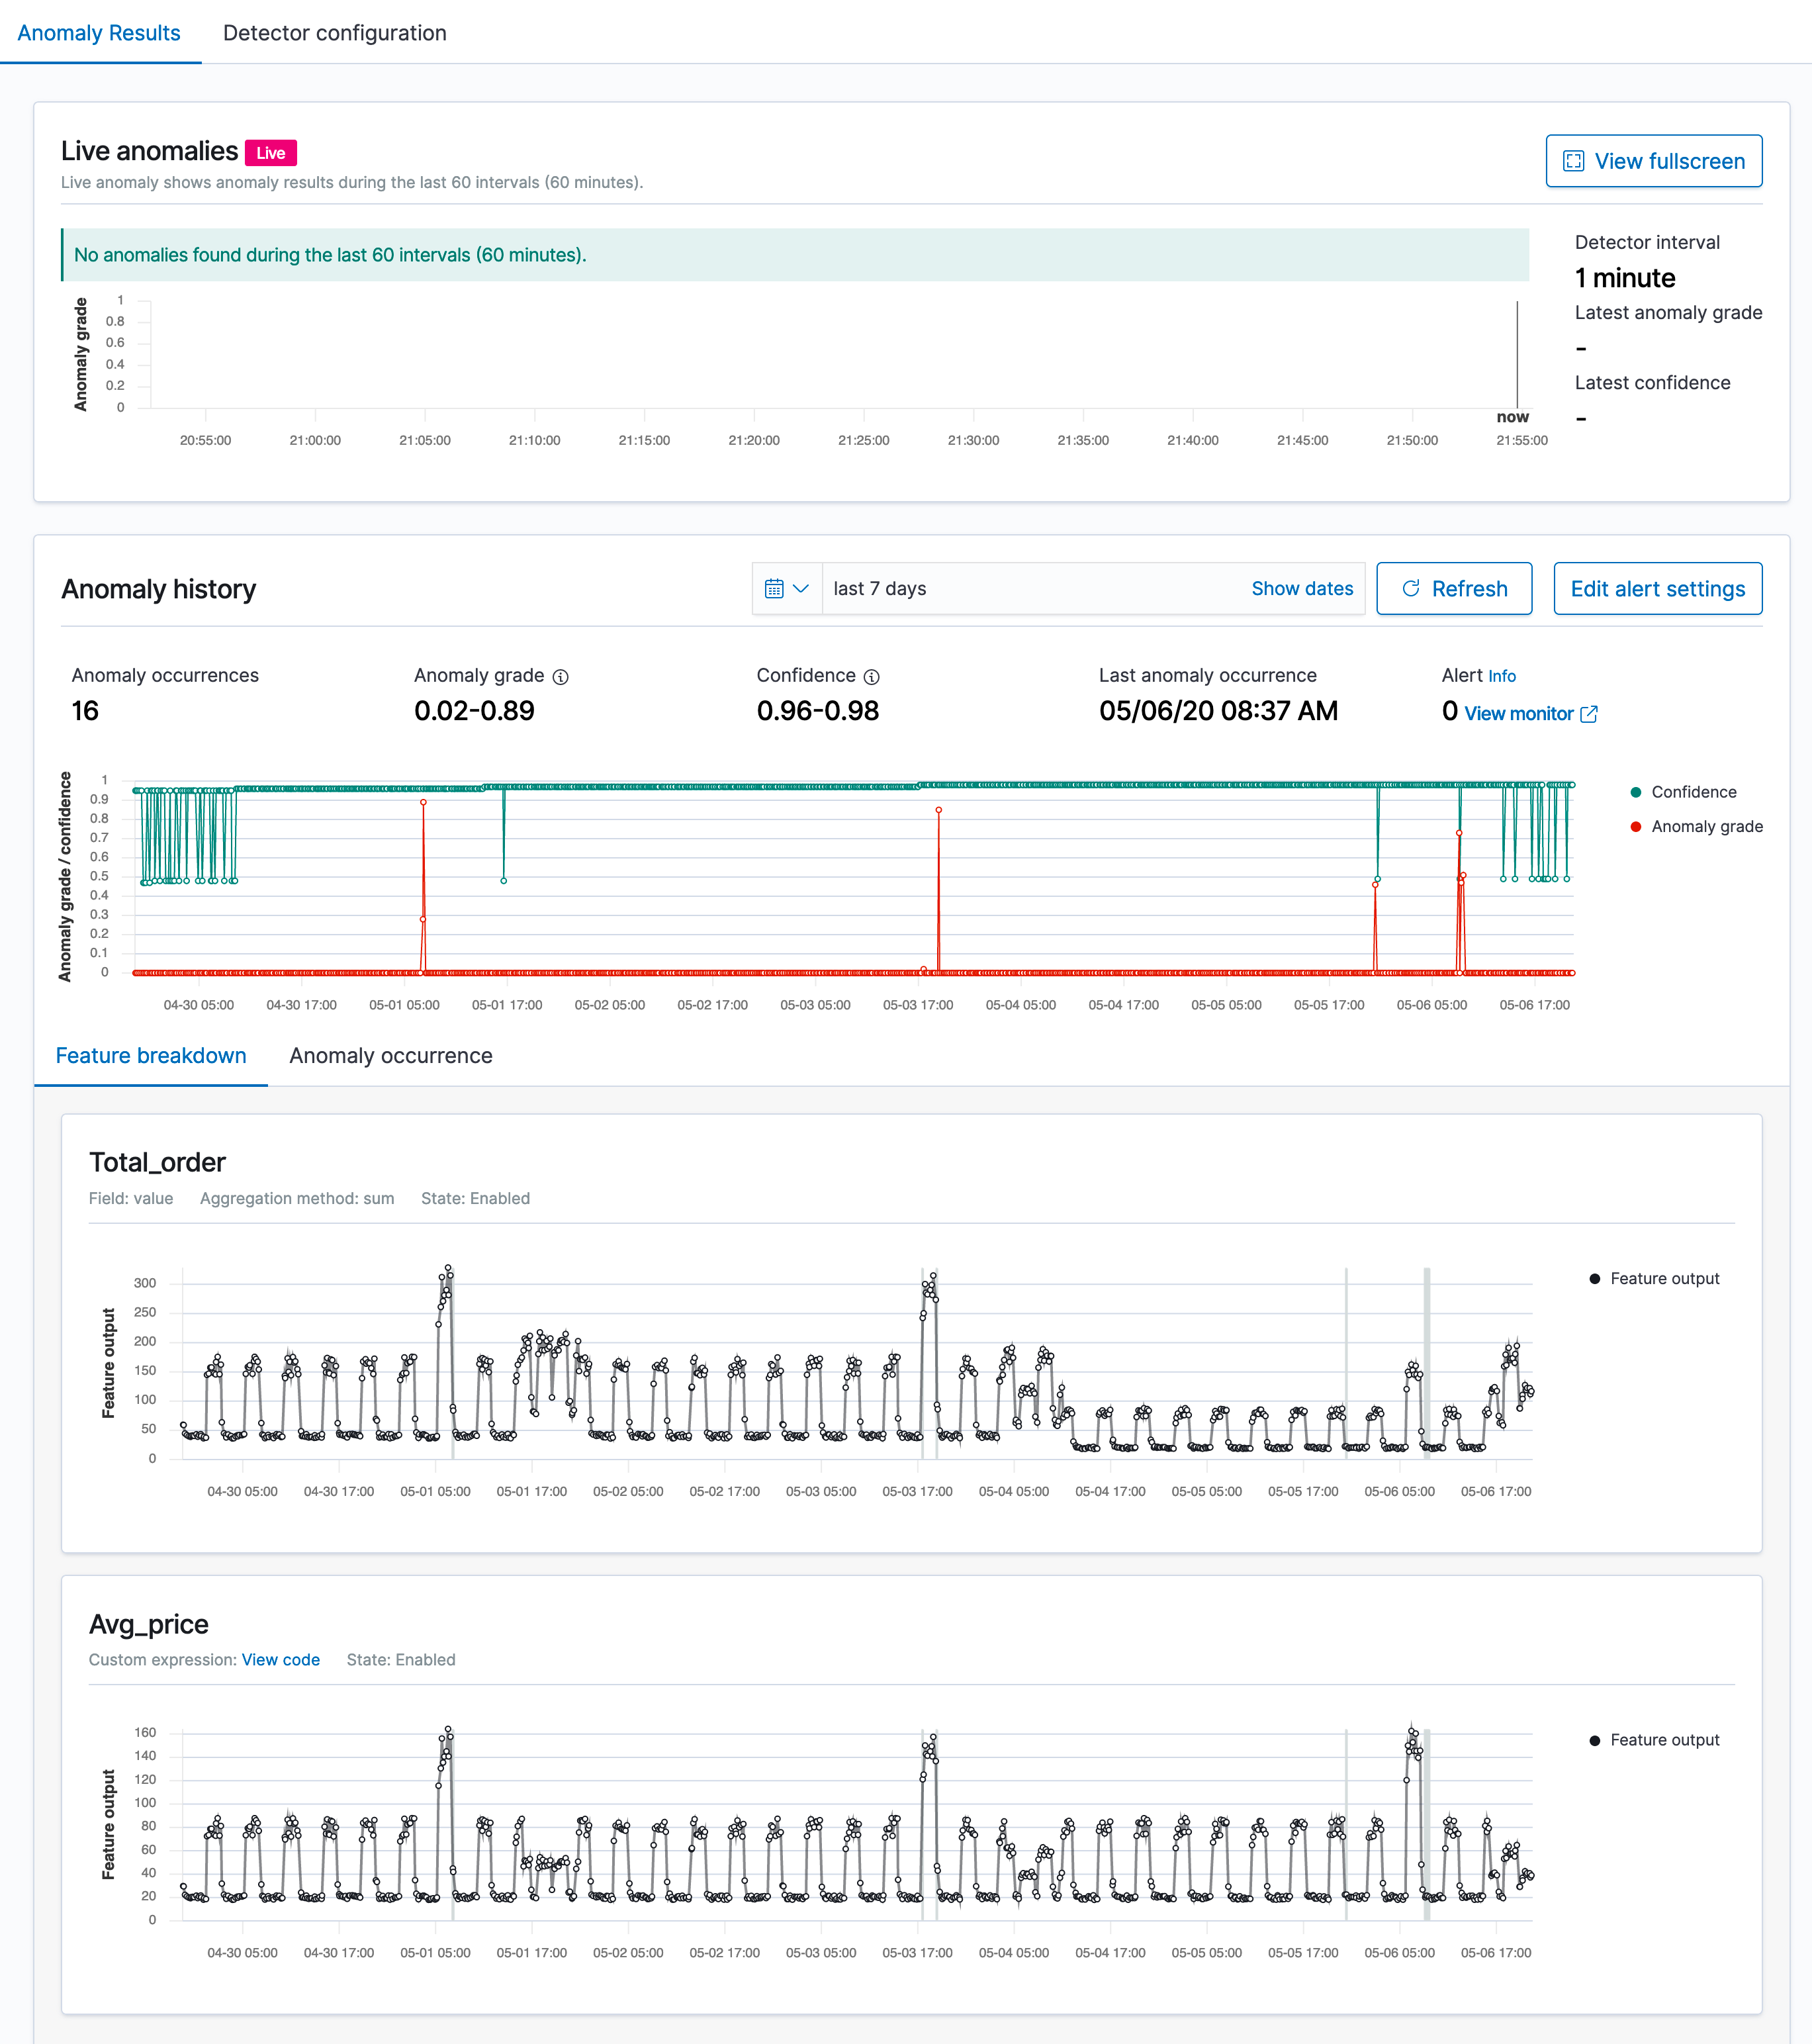 Anomaly Results Detector configuration
Live anomalies Live
View fullscreen
Live anomaly shows anomaly results during the last 60 intervals (60 minutes).
No anomalies found during the last 60 intervals (60 minutes).
Detector interval
1 minute
Latest anomaly grade
-
Latest confidence
-
Anomaly grade
1
0.8
0.6
0.4
0.2
0
now
20:55:00 21:00:00 21:05:00 21:10:00 21:15:00 21:20:00 21:25:00 21:30:00 21:35:00 21:40:00 21:45:00 21:50:00 21:55:00
Anomaly history
last 7 days Show dates Refresh Edit alert settings
Anomaly occurrences Anomaly grade Confidence Last anomaly occurrence Alert Info
16 0.02-0.89 0.96-0.98 05/06/20 08:37 AM 0 View monitor
Anomaly grade / confidence
1
0.9
0.8
0.7
0.6
0.5
0.4
0.3
0.2
0.1
0
Confidence
Anomaly grade
04-30 05:00 04-30 17:00 05-01 05:00 05-01 17:00 05-02 05:00 05-02 17:00 05-03 05:00 05-03 17:00 05-04 05:00 05-04 17:00 05-05 05:00 05-05 17:00 05-06 05:00 05-06 17:00
Feature breakdown Anomaly occurrence
Total_order
Field: value Aggregation method: sum State: Enabled
Feature output
300
250
200
150
100
50
0
Feature output
04-30 05:00 04-30 17:00 05-01 05:00 05-01 17:00 05-02 05:00 05-02 17:00 05-03 05:00 05-03 17:00 05-04 05:00 05-04 17:00 05-05 05:00 05-05 17:00 05-06 05:00 05-06 17:00
Avg_price
Custom expression: View code State: Enabled
Feature output
160
140
120
100
80
60
40
20
0
Feature output
04-30 05:00 04-30 17:00 05-01 05:00 05-01 17:00 05-02 05:00 05-02 17:00 05-03 05:00 05-03 17:00 05-04 05:00 05-04 17:00 05-05 05:00 05-05 17:00 05-06 05:00 05-06 17:00